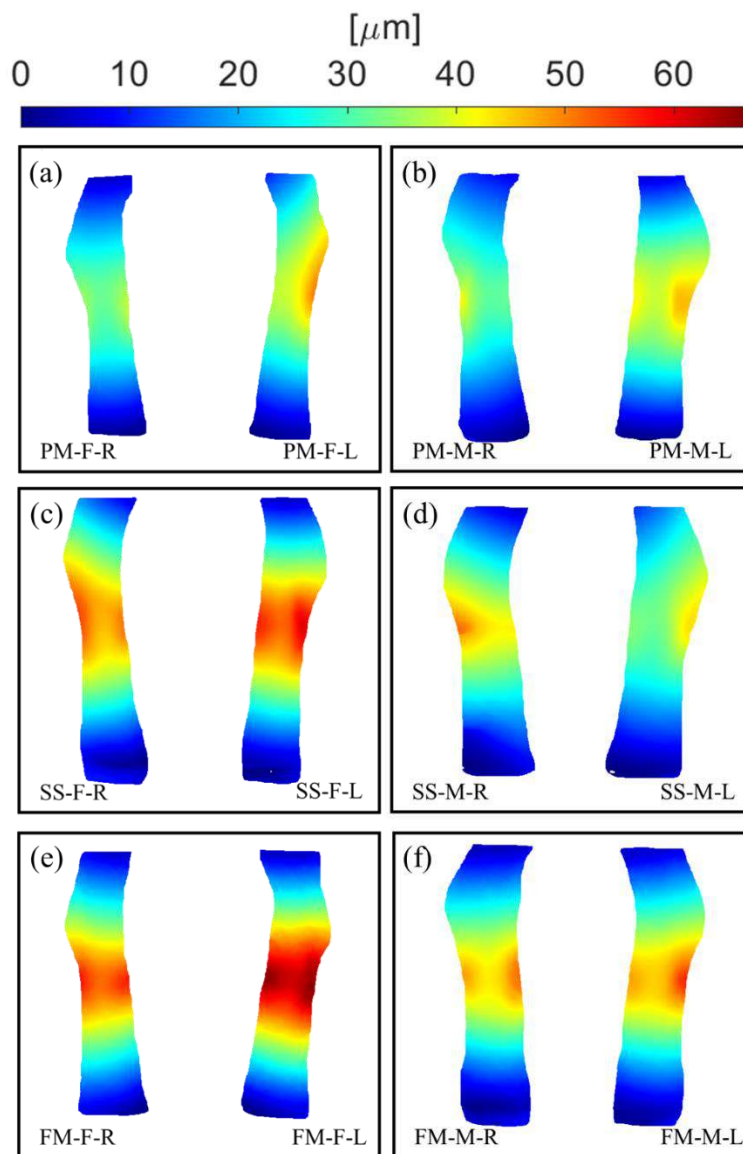 [μm]
0 10 20 30 40 50 60
(a) (b)
PM-F-R PM-F-L PM-M-R PM-M-L
(c) (d)
SS-F-R SS-F-L SS-M-R SS-M-L
(e) (f)
FM-F-R FM-F-L FM-M-R FM-M-L